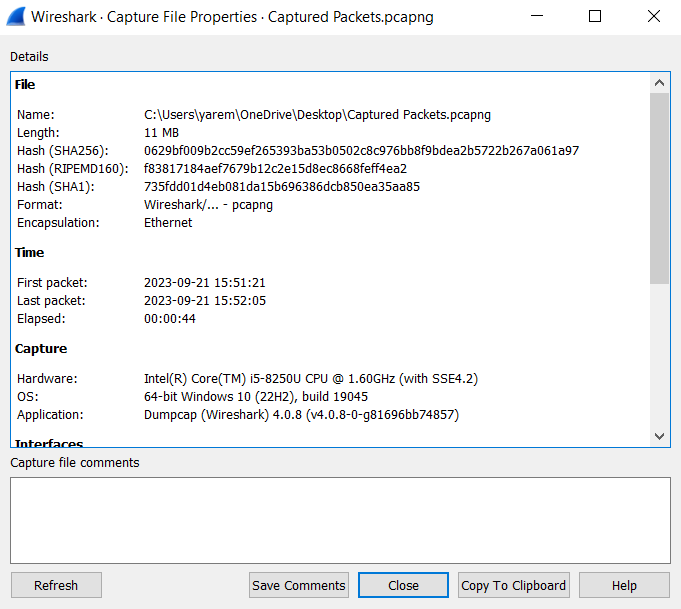 Wireshark · Capture File Properties · Captured Packets.pcapng
Details
File
Name: C:\Users\yarem\OneDrive\Desktop\Captured Packets.pcapng
Length: 11 MB
Hash (SHA256): 0629bf009b2cc59ef265393ba53b0502c8c976bb8f9bdea2b5722b267a061a97
Hash (RIPEMD160): f83817184aef7679b12c2e15d8ec8668feff4ea2
Hash (SHA1): 735fdd01d4eb081da15b696386dcb850ea35aa85
Format: Wireshark/... - pcapng
Encapsulation: Ethernet
Time
First packet: 2023-09-21 15:51:21
Last packet: 2023-09-21 15:52:05
Elapsed: 00:00:44
Capture
Hardware: Intel(R) Core(TM) i5-8250U CPU @ 1.60GHz (with SSE4.2)
OS: 64-bit Windows 10 (22H2), build 19045
Application: Dumpcap (Wireshark) 4.0.8 (v4.0.8-0-g81696bb74857)
Interfaces
Capture file comments
Refresh Save Comments Close Copy To Clipboard Help